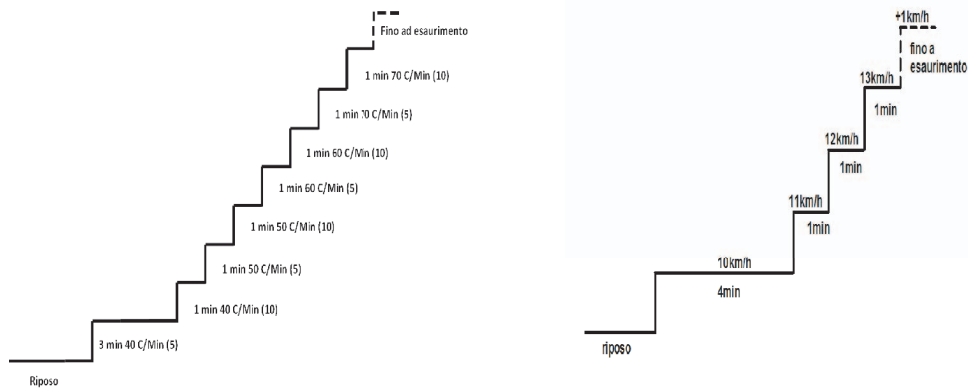 Fino ad esaurimento
1 min 70 C/Min (10)
1 min 70 C/Min (5)
1 min 60 C/Min (10)
1 min 60 C/Min (5)
1 min 50 C/Min (10)
1 min 50 C/Min (5)
1 min 40 C/Min (10)
3 min 40 C/Min (5)
Riposo
+1km/h
fino a
esaurimento
13km/h
1min
12km/h
1min
11km/h
1min
10km/h
4min
riposo